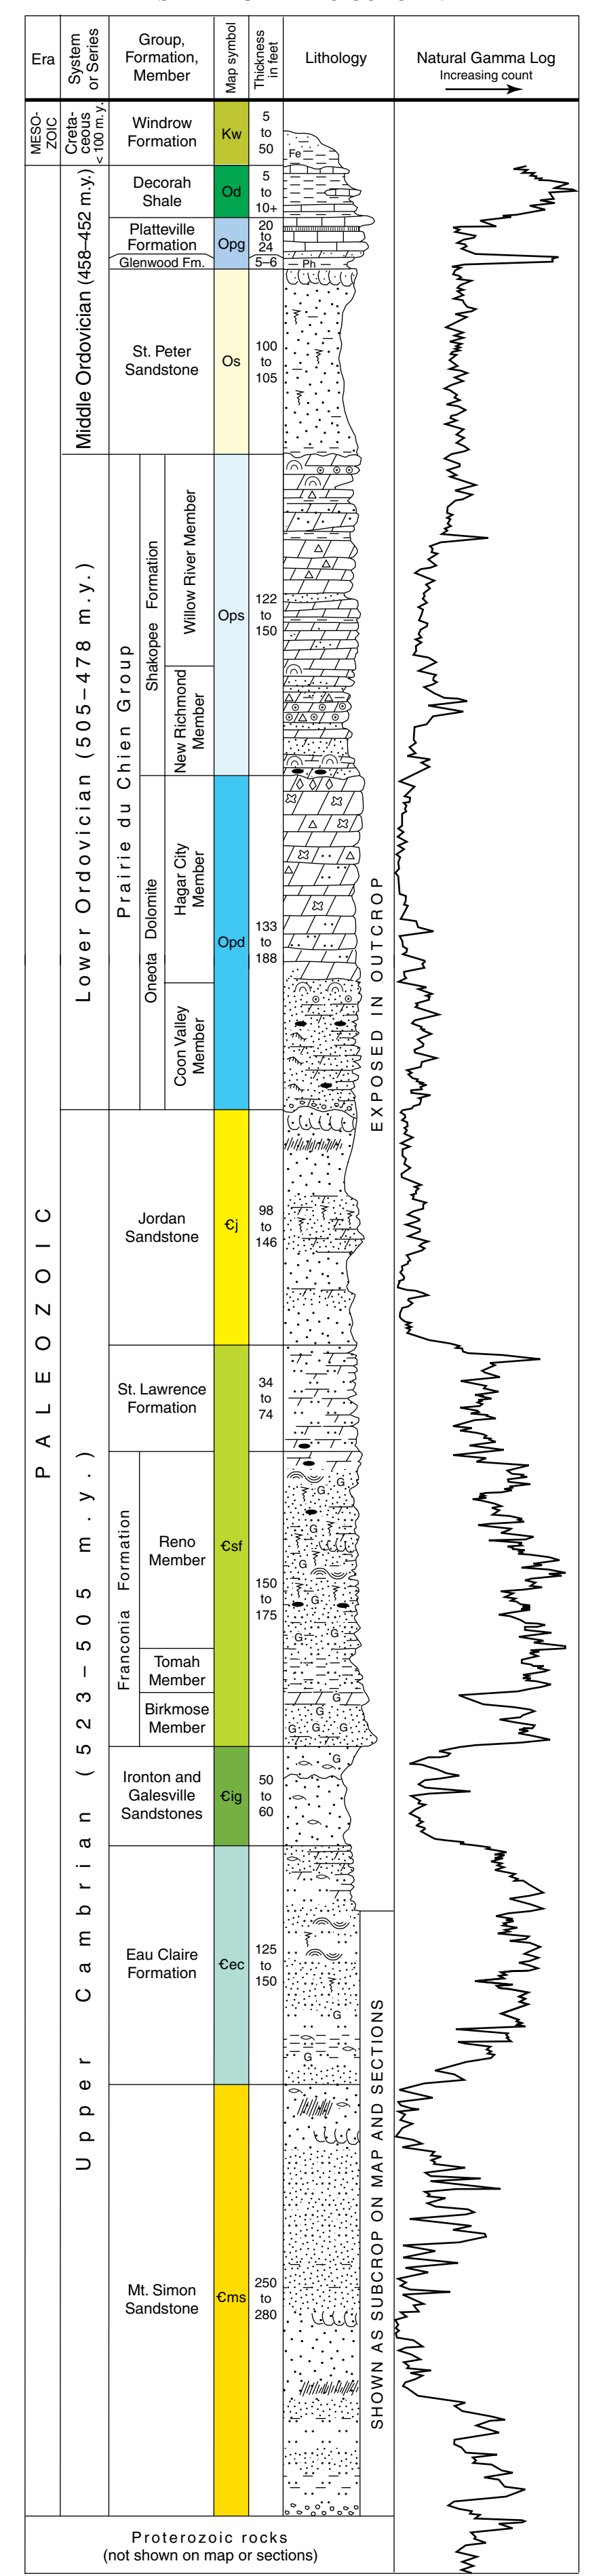 Era
System
or Series
Group,
Formation,
Member
Map symbol
Thickness
in feet
Lithology
Natural Gamma Log
Increasing count
MESO-
ZOIC
Creta-
ceous
< 100 m. y.
Windrow
Formation
Kw
5
to
50
Fe
PALEOZOIC
Middle Ordovician (458–452 m.y.)
Decorah
Shale
Od
5
to
10+
Platteville
Formation
Opg
20
to
24
Glenwood Fm.
5–6
Ph
St. Peter
Sandstone
Os
100
to
105
Lower Ordovician (505–478 m.y.)
Prairie du Chien Group
Shakopee Formation
Willow River Member
Ops
122
to
150
New Richmond
Member
Oneota Dolomite
Hagar City
Member
Opd
133
to
188
Coon Valley
Member
EXPOSED IN OUTCROP
Upper Cambrian (523–505 m.y.)
Jordan
Sandstone
Єj
98
to
146
St. Lawrence
Formation
34
to
74
Єsf
Franconia Formation
Reno
Member
150
to
175
G
G
G
G
G
G
G
G
Tomah
Member
Birkmose
Member
G
G
G
G
G
Ironton and
Galesville
Sandstones
Єig
50
to
60
G
Eau Claire
Formation
Єec
125
to
150
G
G
Mt. Simon
Sandstone
Єms
250
to
280
SHOWN AS SUBCROP ON MAP AND SECTIONS
Proterozoic rocks
(not shown on map or sections)